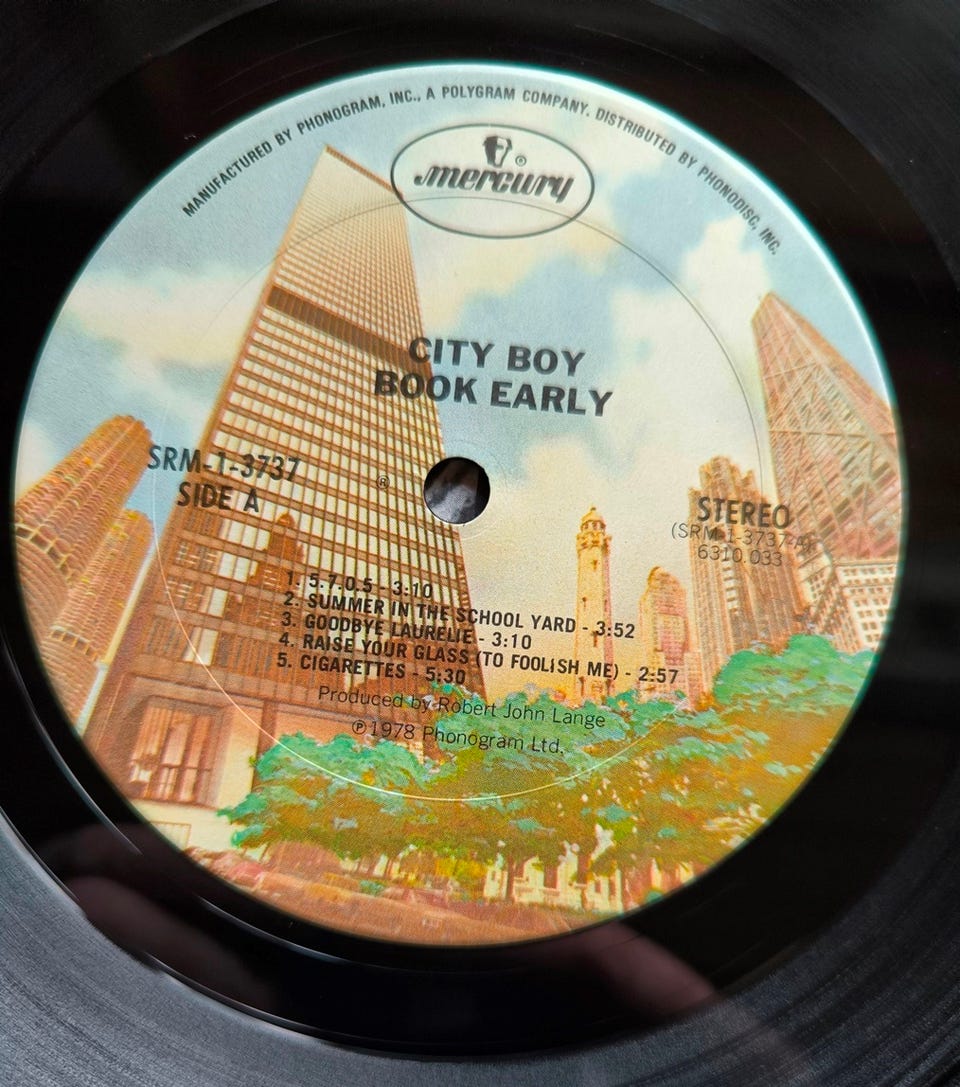 MANUFACTURED BY PHONOGRAM, INC., A POLYGRAM COMPANY. DISTRIBUTED BY PHONODISC, INC.
®
mercury
CITY BOY
BOOK EARLY
SRM-1-3737
SIDE A
®
STEREO
(SRM-1-3737-A)
6310.033
1. 5.7.0.5 - 3:10
2. SUMMER IN THE SCHOOL YARD - 3:52
3. GOODBYE LAURELIE - 3:10
4. RAISE YOUR GLASS (TO FOOLISH ME) - 2:57
5. CIGARETTES - 5:30
Produced by Robert John Lange
℗1978 Phonogram Ltd.